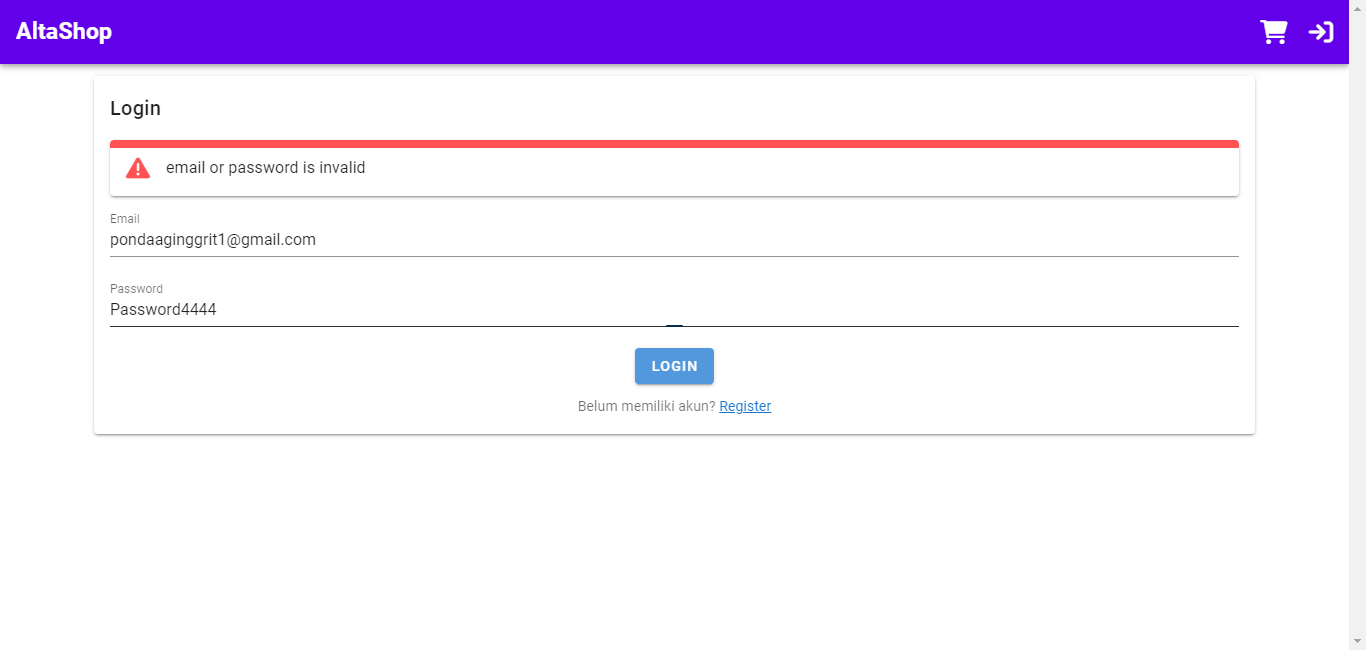 AltaShop
Login
email or password is invalid
Email
pondaaginggrit1@gmail.com
Password
Password4444
LOGIN
Belum memiliki akun? Register